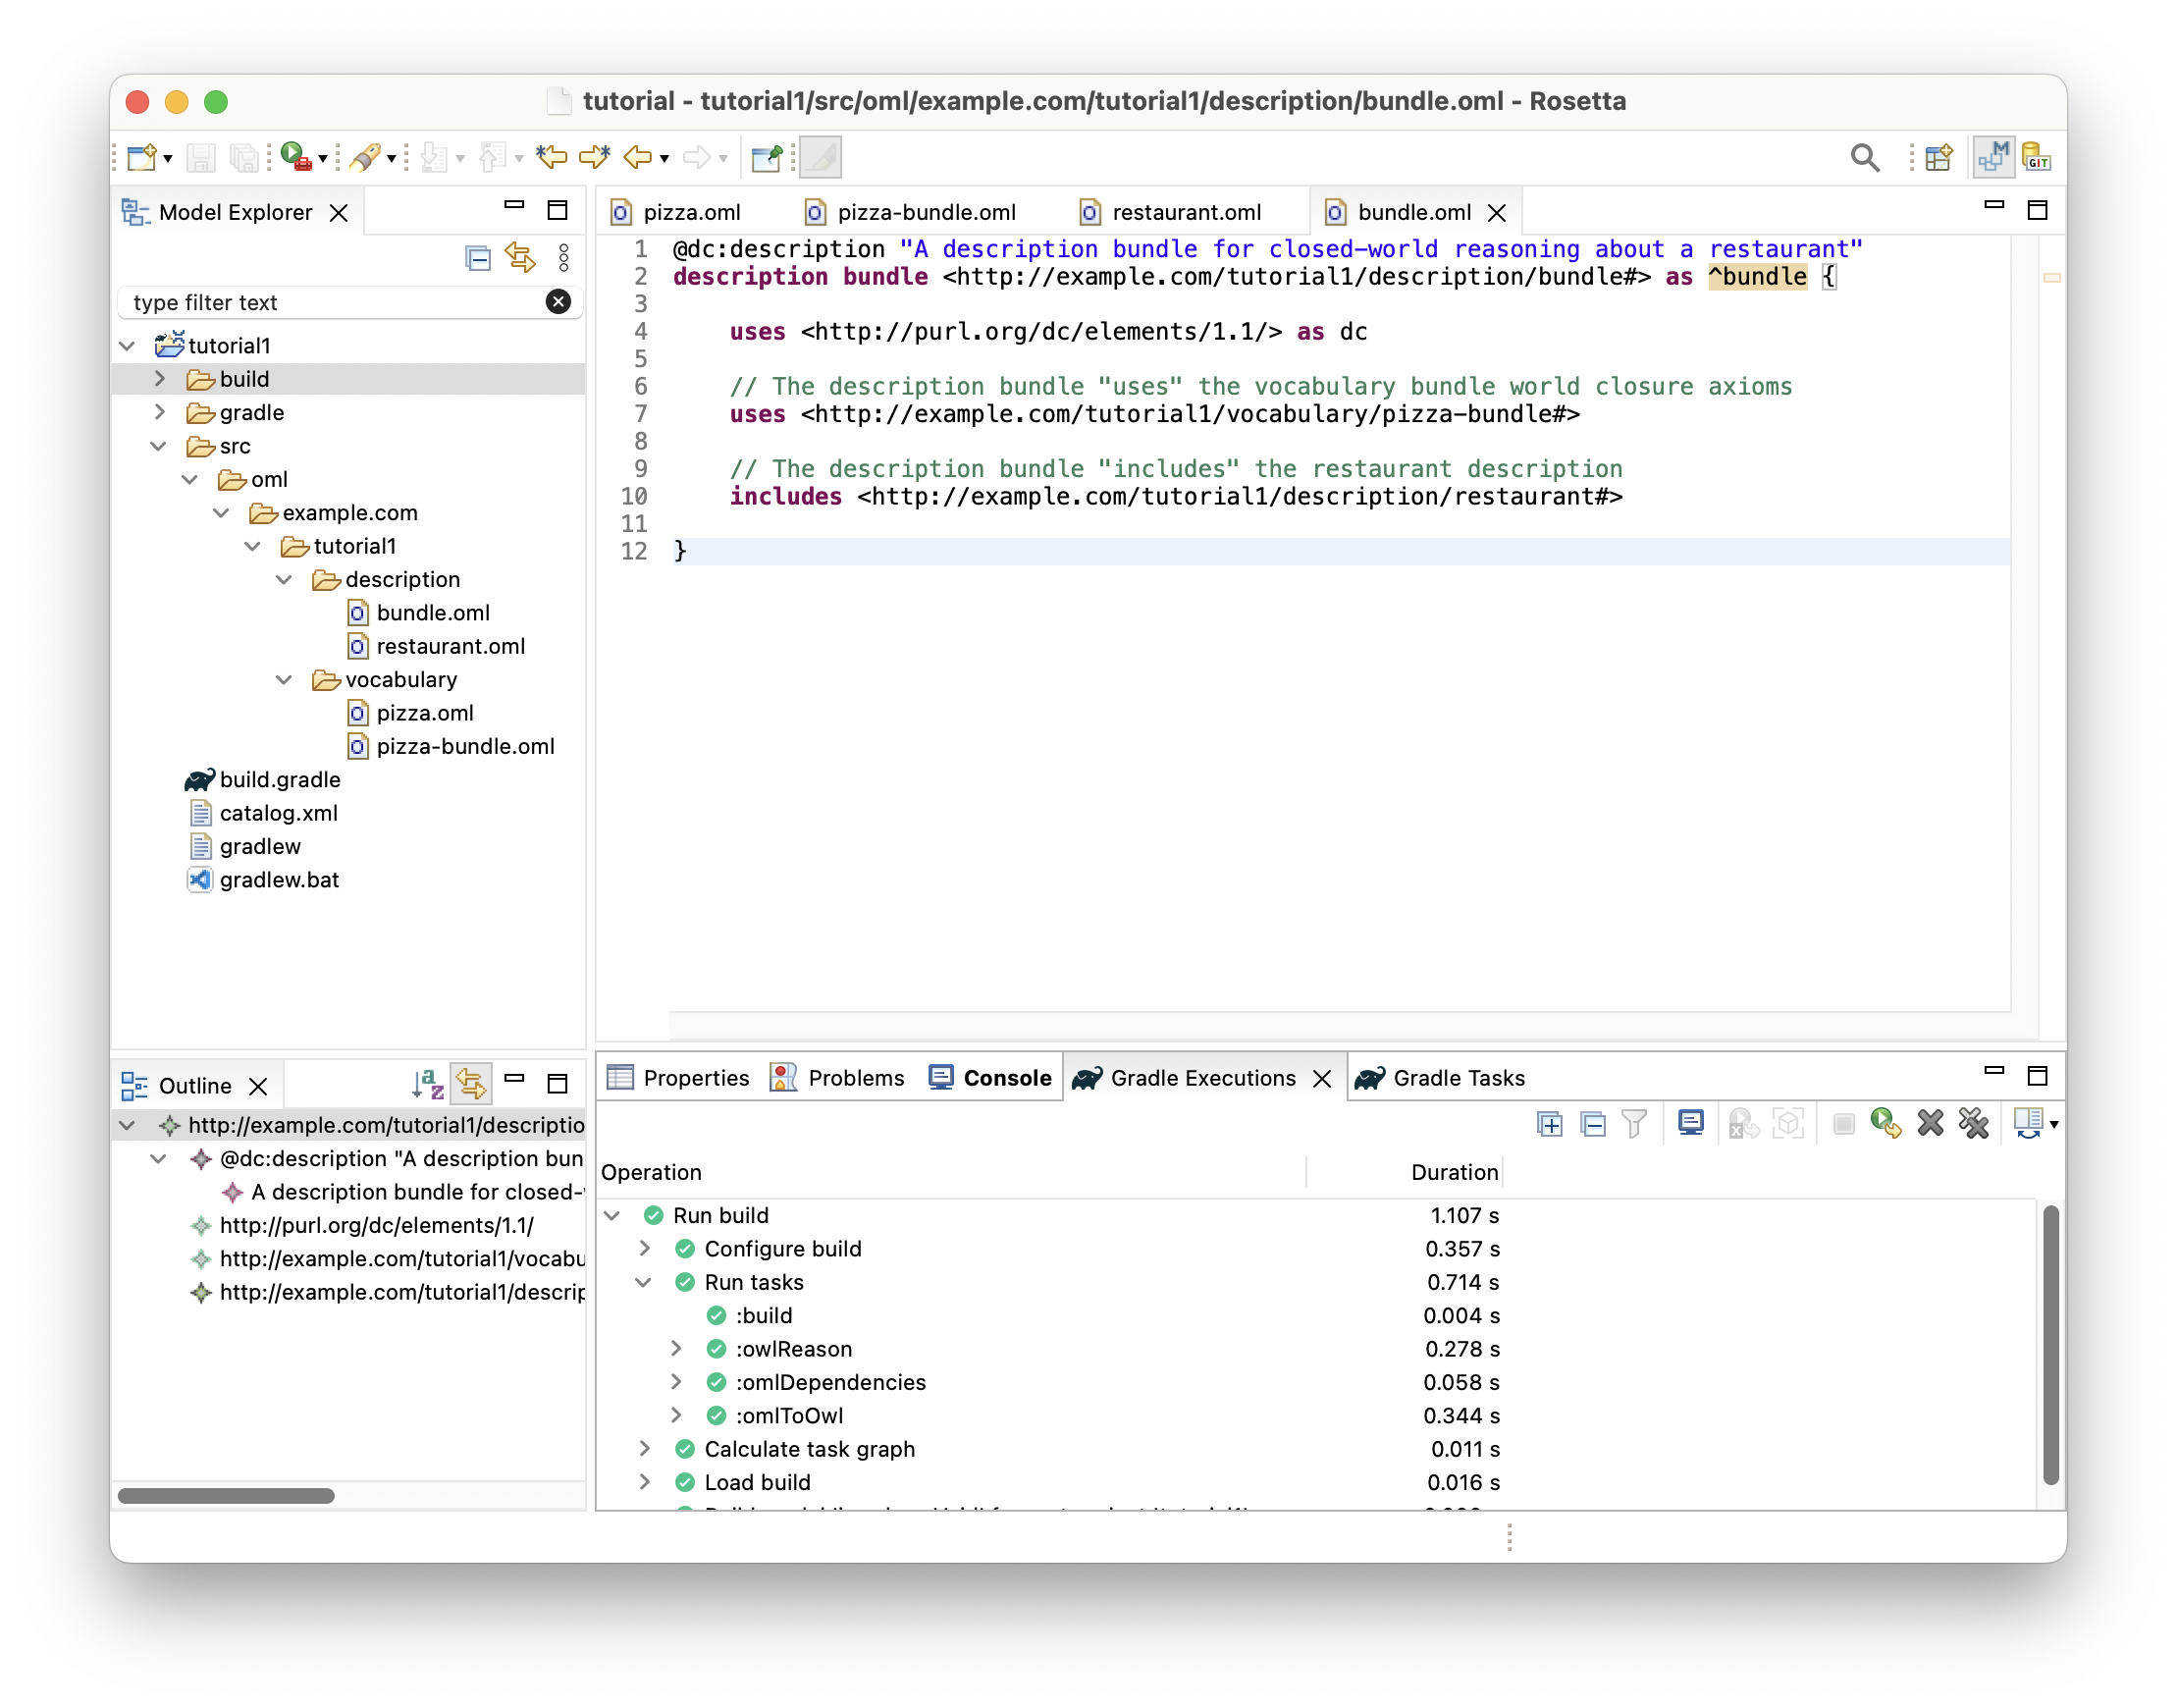 tutorial - tutorial1/src/oml/example.com/tutorial1/description/bundle.oml - Rosetta
M
GIT
Model Explorer
type filter text
tutorial1
build
gradle
src
oml
example.com
tutorial1
description
bundle.oml
restaurant.oml
vocabulary
pizza.oml
pizza-bundle.oml
build.gradle
catalog.xml
gradlew
gradlew.bat
pizza.oml
pizza-bundle.oml
restaurant.oml
bundle.oml
1 @dc:description "A description bundle for closed-world reasoning about a restaurant"
2 description bundle <http://example.com/tutorial1/description/bundle#> as ^bundle {
3
4 uses <http://purl.org/dc/elements/1.1/> as dc
5
6 // The description bundle "uses" the vocabulary bundle world closure axioms
7 uses <http://example.com/tutorial1/vocabulary/pizza-bundle#>
8
9 // The description bundle "includes" the restaurant description
10 includes <http://example.com/tutorial1/description/restaurant#>
11
12 }
Outline
http://example.com/tutorial1/descriptio
@dc:description "A description bun
A description bundle for closed-
http://purl.org/dc/elements/1.1/
http://example.com/tutorial1/vocabu
http://example.com/tutorial1/descrip
Properties
Problems
Console
Gradle Executions
Gradle Tasks
Operation Duration
Run build 1.107 s
Configure build 0.357 s
Run tasks 0.714 s
:build 0.004 s
:owlReason 0.278 s
:omlDependencies 0.058 s
:omlToOwl 0.344 s
Calculate task graph 0.011 s
Load build 0.016 s